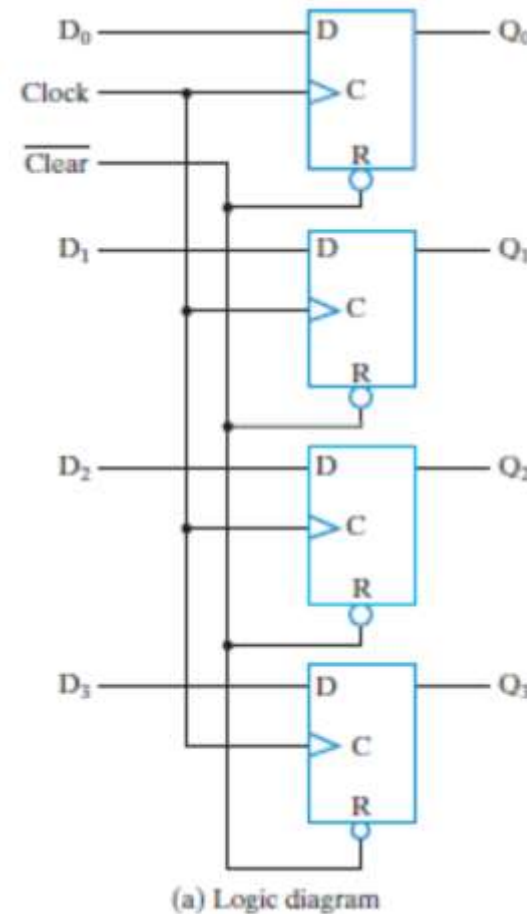 D₀ D Q₀
Clock C
Clear
R
D₁ D Q₁
C
R
D₂ D Q₂
C
R
D₃ D Q₃
C
R
(a) Logic diagram